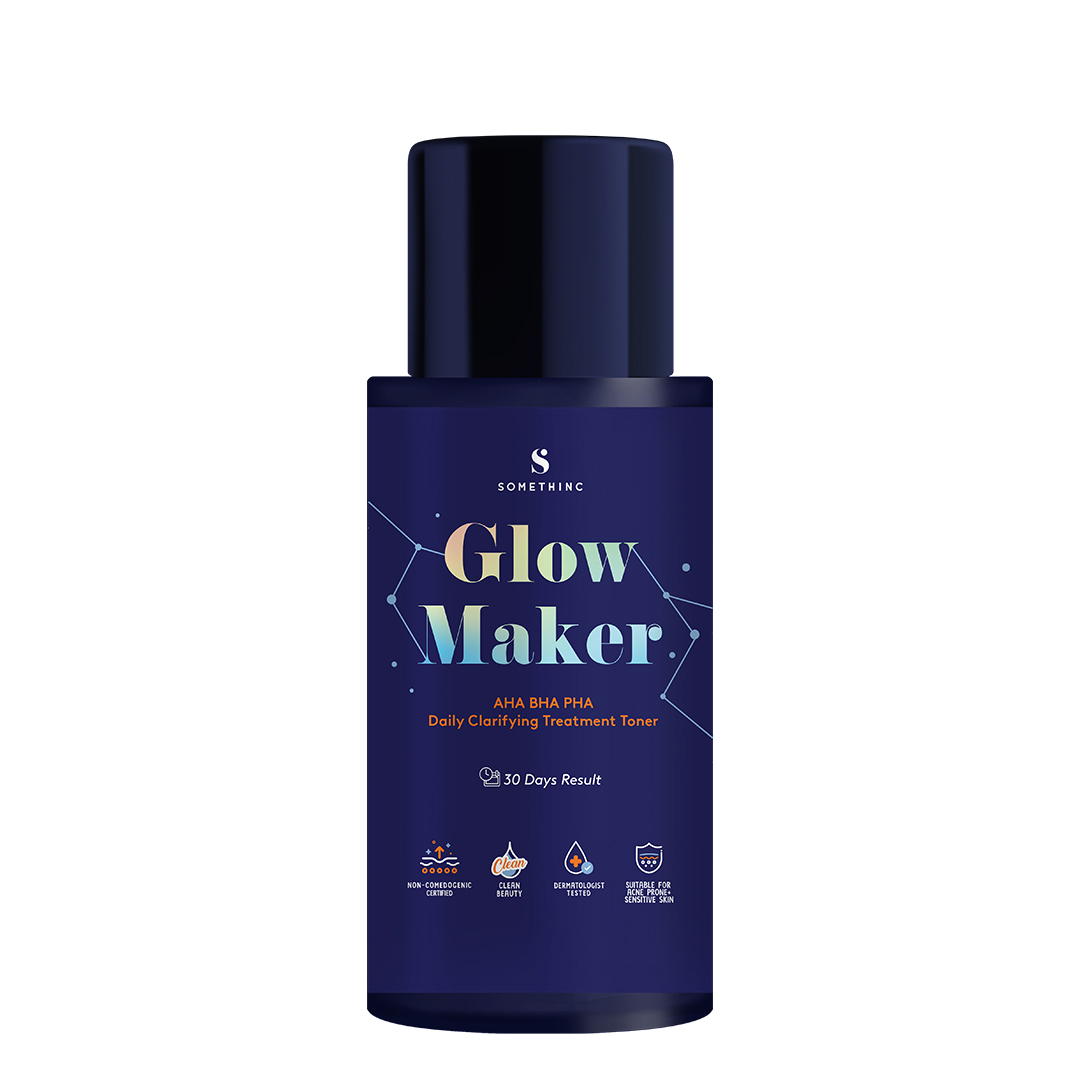 S
SOMETHINC
Glow
Maker
AHA BHA PHA
Daily Clarifying Treatment Toner
30 Days Result
NON-COMEDOGENIC
CERTIFIED
Clean
CLEAN
BEAUTY
DERMATOLOGIST
TESTED
SUITABLE FOR
ACNE PRONE+
SENSITIVE SKIN